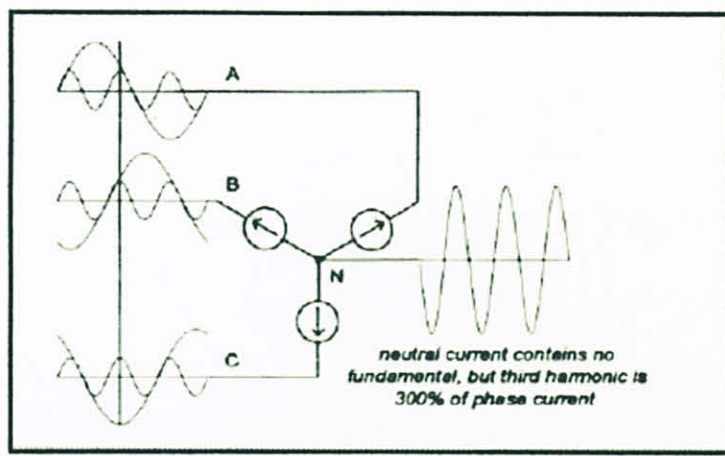 A
B
N
C
neutral current contains no
fundamental, but third harmonic is
300% of phase current